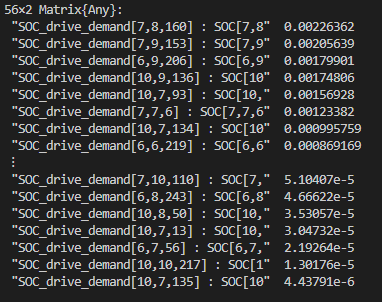 56×2 Matrix{Any}:
"SOC_drive_demand[7,8,160] : SOC[7,8" 0.00226362
"SOC_drive_demand[7,9,153] : SOC[7,9" 0.00205639
"SOC_drive_demand[6,9,206] : SOC[6,9" 0.00179901
"SOC_drive_demand[10,9,136] : SOC[10" 0.00174806
"SOC_drive_demand[10,7,93] : SOC[10," 0.00156928
"SOC_drive_demand[7,7,6] : SOC[7,7,6" 0.00123382
"SOC_drive_demand[10,7,134] : SOC[10" 0.000995759
"SOC_drive_demand[6,6,219] : SOC[6,6" 0.000869169
⋮
"SOC_drive_demand[7,10,110] : SOC[7," 5.10407e-5
"SOC_drive_demand[6,8,243] : SOC[6,8" 4.66622e-5
"SOC_drive_demand[10,8,50] : SOC[10," 3.53057e-5
"SOC_drive_demand[10,7,13] : SOC[10," 3.04732e-5
"SOC_drive_demand[6,7,56] : SOC[6,7," 2.19264e-5
"SOC_drive_demand[10,10,217] : SOC[1" 1.30176e-5
"SOC_drive_demand[10,7,135] : SOC[10" 4.43791e-6